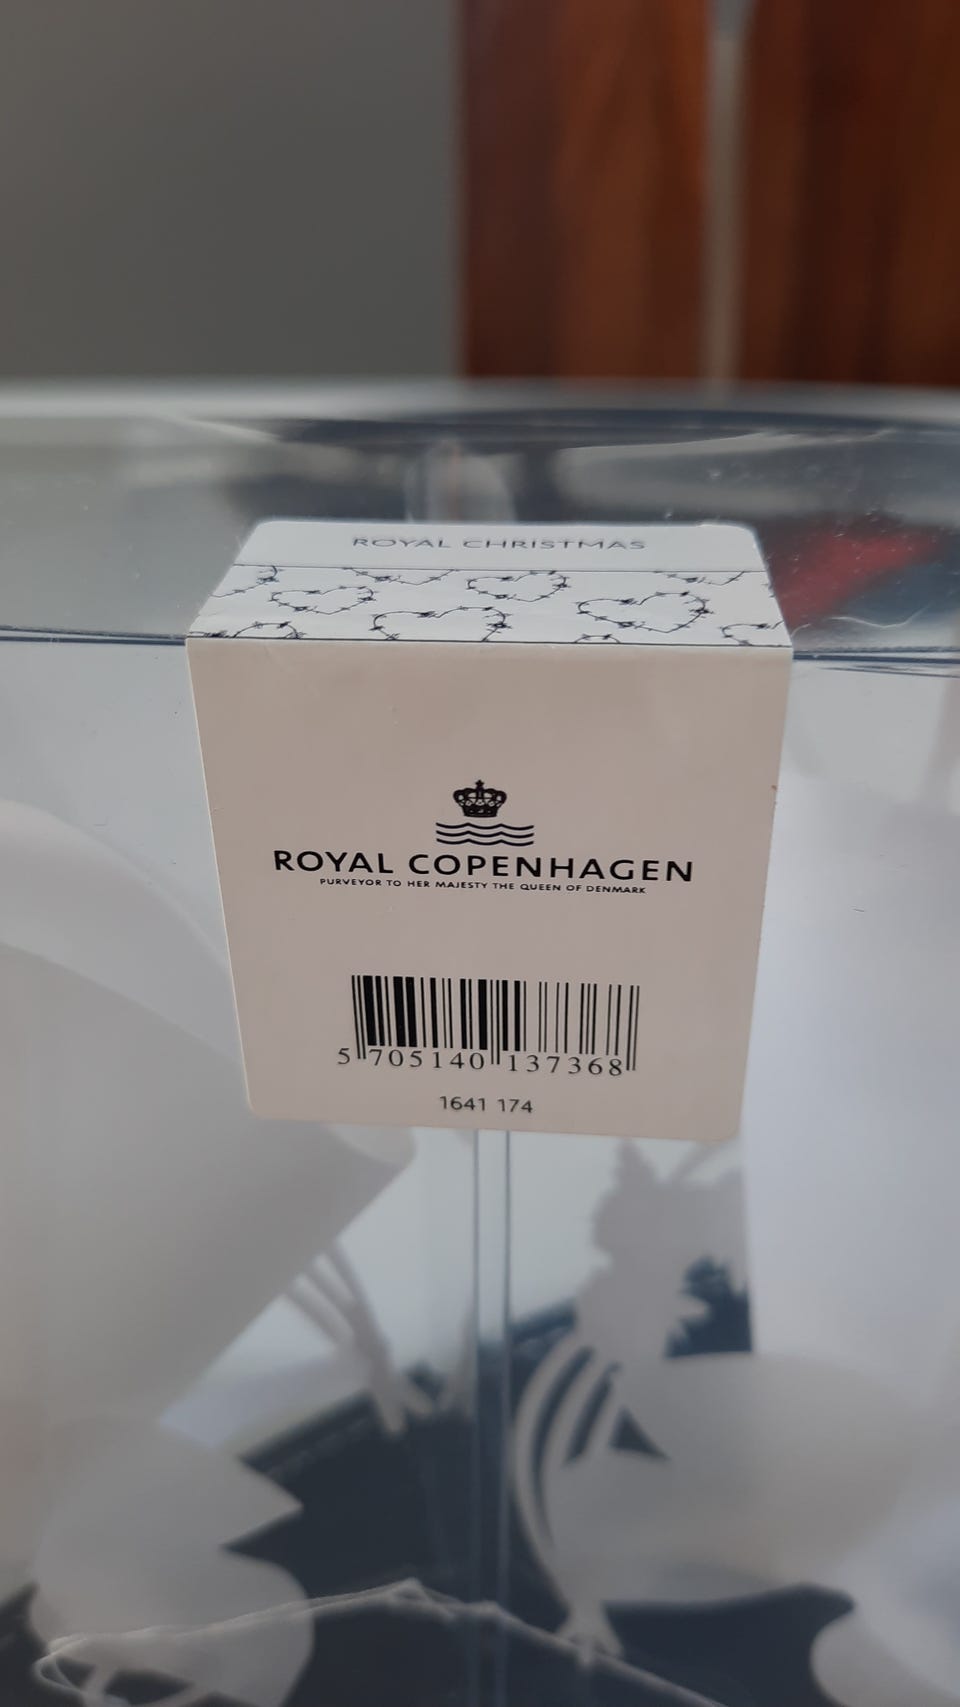 ROYAL CHRISTMAS
ROYAL COPENHAGEN
PURVEYOR TO HER MAJESTY THE QUEEN OF DENMARK
5 705140 137368
1641 174